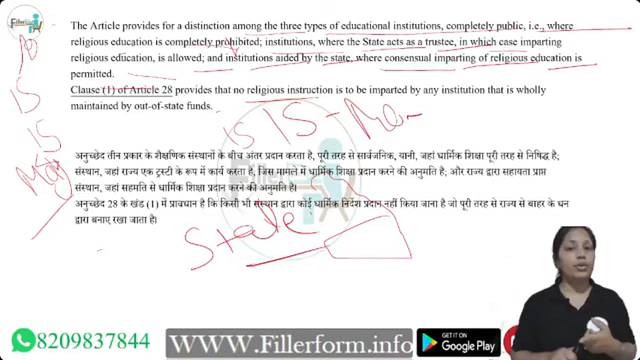 The Article provides for a distinction among the three types of educational institutions, completely public, i.e., where
religious education is completely prohibited; institutions, where the State acts as a trustee, in which case imparting
religious education, is allowed; and institutions aided by the state, where consensual imparting of religious education is
permitted.
Clause (1) of Article 28 provides that no religious instruction is to be imparted by any institution that is wholly
maintained by out-of-state funds.
15
15 15 –
15
अनुच्छेद तीन प्रकार के शैक्षणिक संस्थानों के बीच अंतर प्रदान करता है, पूरी तरह से सार्वजनिक, यानी, जहां धार्मिक शिक्षा पूरी तरह से निषिद्ध है;
संस्थान, जहां राज्य एक ट्रस्टी के रूप में कार्य करता है, जिस मामले में धार्मिक शिक्षा प्रदान करने की अनुमति है; और राज्य द्वारा सहायता प्राप्त
संस्थान, जहां सहमति से धार्मिक शिक्षा प्रदान करने की अनुमति है।
अनुच्छेद 28 के खंड (1) में प्रावधान है कि किसी भी संस्थान द्वारा कोई धार्मिक निर्देश प्रदान नहीं किया जाना है जो पूरी तरह से राज्य से बाहर के धन
द्वारा बनाए रखा जाता है।
State
8209837844 www.Fillerform.info GET IT ON Google Play